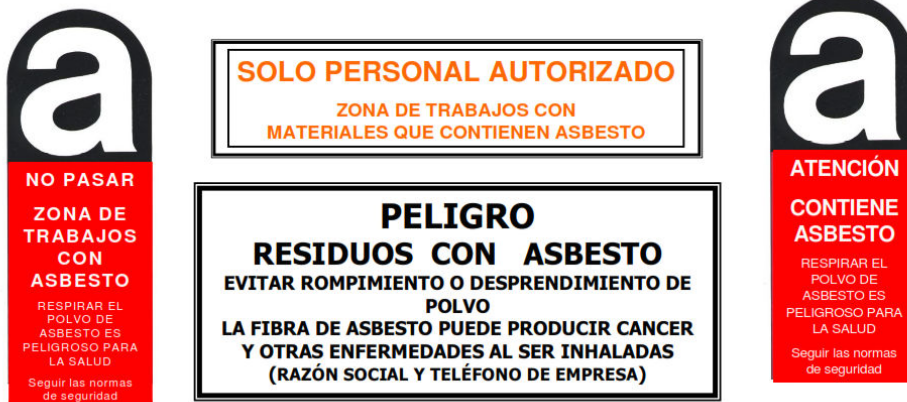 a
NO PASAR
ZONA DE
TRABAJOS
CON
ASBESTO
RESPIRAR EL
POLVO DE
ASBESTO ES
PELIGROSO PARA
LA SALUD
Seguir las normas
de seguridad
SOLO PERSONAL AUTORIZADO
ZONA DE TRABAJOS CON
MATERIALES QUE CONTIENEN ASBESTO
PELIGRO
RESIDUOS CON ASBESTO
EVITAR ROMPIMIENTO O DESPRENDIMIENTO DE
POLVO
LA FIBRA DE ASBESTO PUEDE PRODUCIR CANCER
Y OTRAS ENFERMEDADES AL SER INHALADAS
(RAZÓN SOCIAL Y TELÉFONO DE EMPRESA)
a
ATENCIÓN
CONTIENE
ASBESTO
RESPIRAR EL
POLVO DE
ASBESTO ES
PELIGROSO PARA
LA SALUD
Seguir las normas
de seguridad